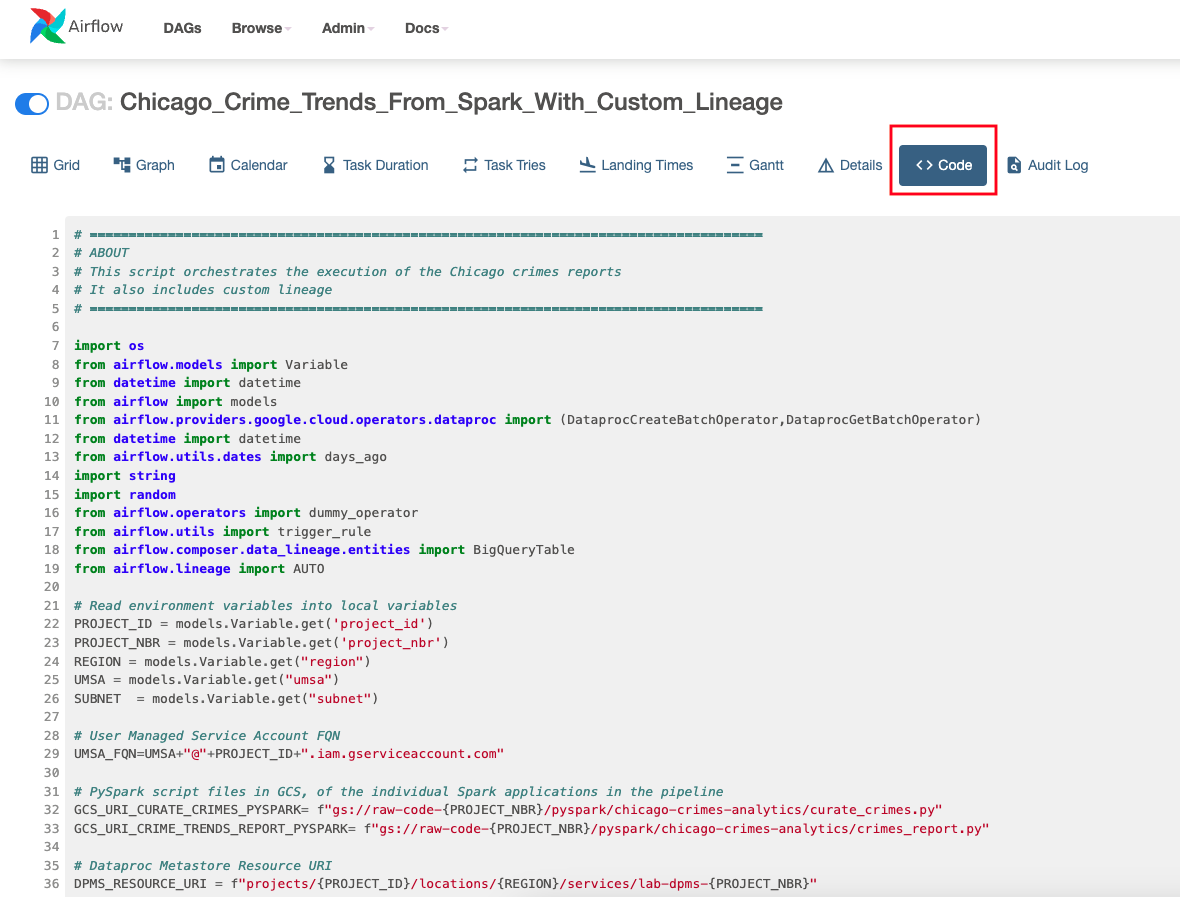 Airflow DAGs Browse Admin Docs
DAG: Chicago_Crime_Trends_From_Spark_With_Custom_Lineage
Grid Graph Calendar Task Duration Task Tries Landing Times Gantt Details <> Code Audit Log
1 # ======================================================================================
2 # ABOUT
3 # This script orchestrates the execution of the Chicago crimes reports
4 # It also includes custom lineage
5 # ======================================================================================
6
7 import os
8 from airflow.models import Variable
9 from datetime import datetime
10 from airflow import models
11 from airflow.providers.google.cloud.operators.dataproc import (DataprocCreateBatchOperator,DataprocGetBatchOperator)
12 from datetime import datetime
13 from airflow.utils.dates import days_ago
14 import string
15 import random
16 from airflow.operators import dummy_operator
17 from airflow.utils import trigger_rule
18 from airflow.composer.data_lineage.entities import BigQueryTable
19 from airflow.lineage import AUTO
20
21 # Read environment variables into local variables
22 PROJECT_ID = models.Variable.get('project_id')
23 PROJECT_NBR = models.Variable.get('project_nbr')
24 REGION = models.Variable.get("region")
25 UMSA = models.Variable.get("umsa")
26 SUBNET  = models.Variable.get("subnet")
27
28 # User Managed Service Account FQN
29 UMSA_FQN=UMSA+"@"+PROJECT_ID+".iam.gserviceaccount.com"
30
31 # PySpark script files in GCS, of the individual Spark applications in the pipeline
32 GCS_URI_CURATE_CRIMES_PYSPARK= f"gs://raw-code-{PROJECT_NBR}/pyspark/chicago-crimes-analytics/curate_crimes.py"
33 GCS_URI_CRIME_TRENDS_REPORT_PYSPARK= f"gs://raw-code-{PROJECT_NBR}/pyspark/chicago-crimes-analytics/crimes_report.py"
34
35 # Dataproc Metastore Resource URI
36 DPMS_RESOURCE_URI = f"projects/{PROJECT_ID}/locations/{REGION}/services/lab-dpms-{PROJECT_NBR}"